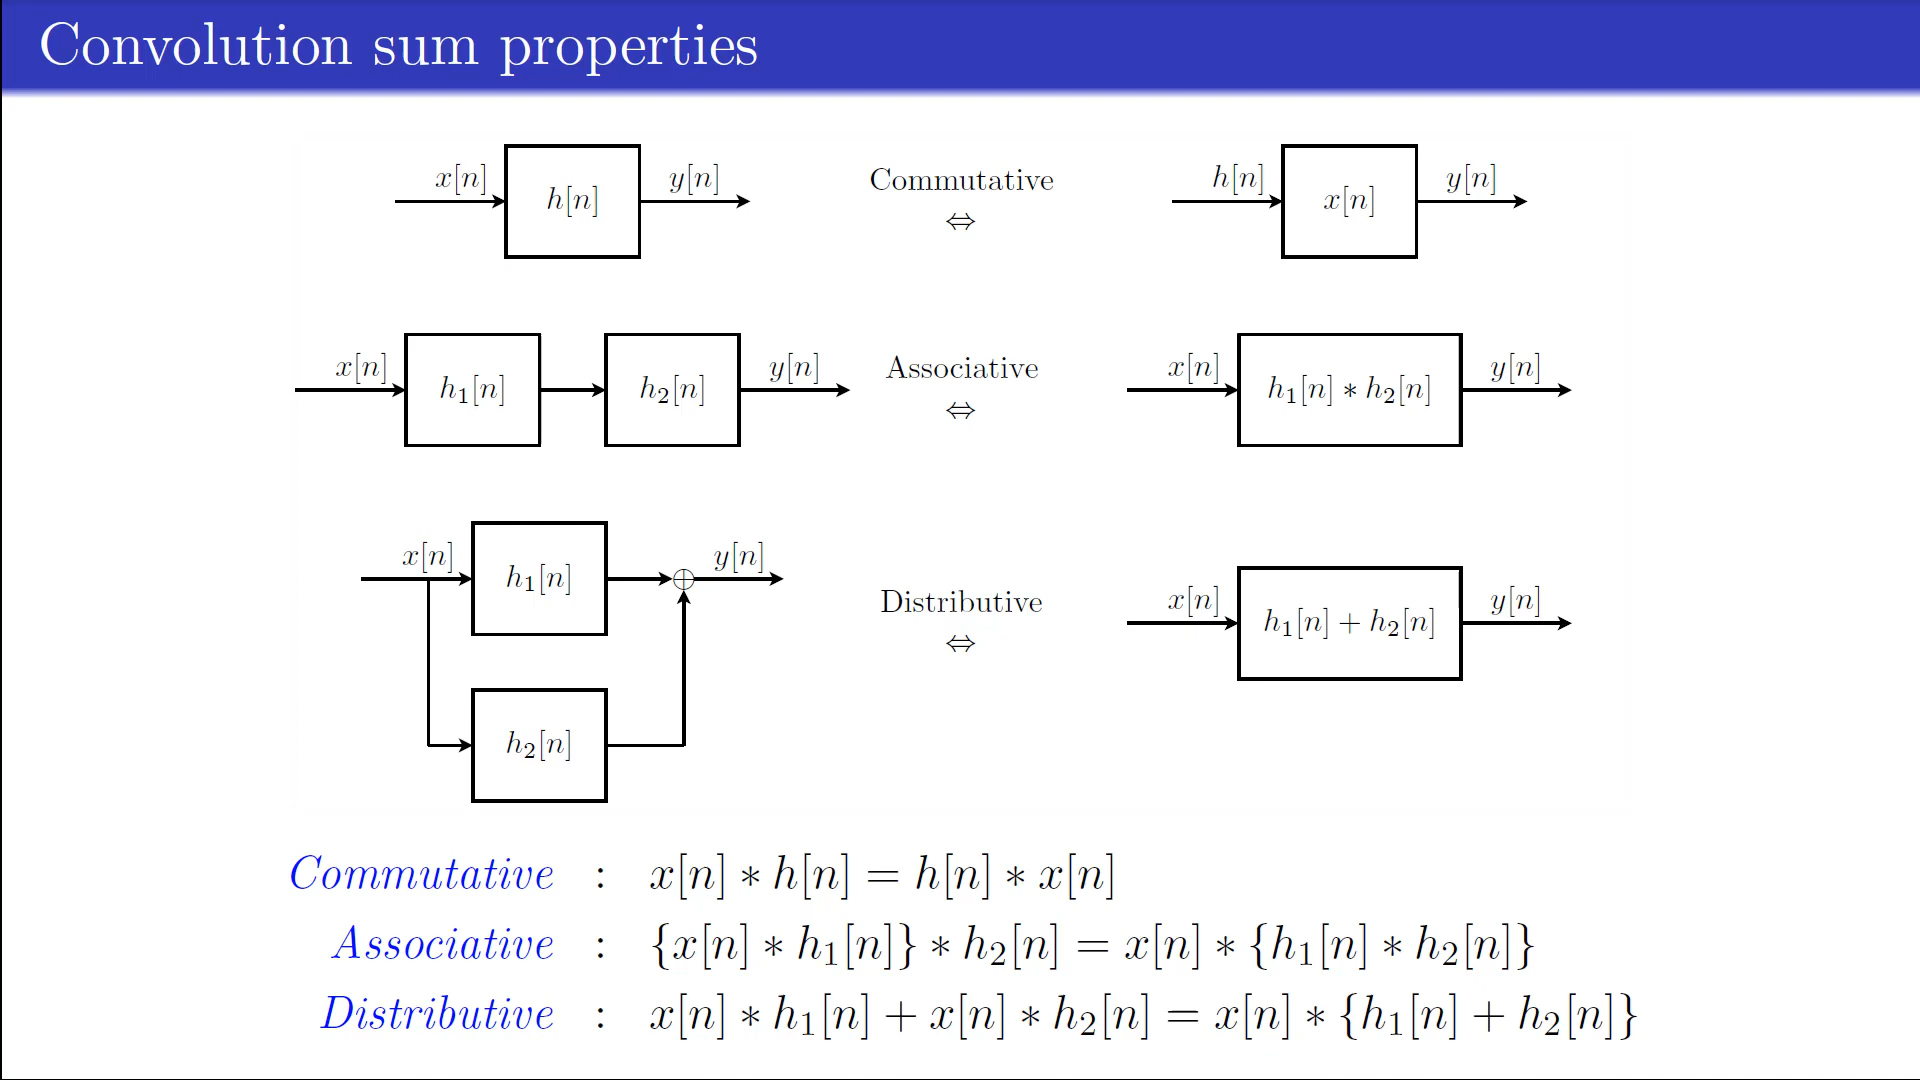 Convolution sum properties
x[n] h[n] y[n] Commutative ⇔ h[n] x[n] y[n]
x[n] h₁[n] h₂[n] y[n] Associative ⇔ x[n] h₁[n] ∗ h₂[n] y[n]
x[n] h₁[n] ⊕ y[n] Distributive ⇔ x[n] h₁[n] + h₂[n] y[n]
h₂[n]
Commutative : x[n] ∗ h[n] = h[n] ∗ x[n]
Associative : {x[n] ∗ h₁[n]} ∗ h₂[n] = x[n] ∗ {h₁[n] ∗ h₂[n]}
Distributive : x[n] ∗ h₁[n] + x[n] ∗ h₂[n] = x[n] ∗ {h₁[n] + h₂[n]}